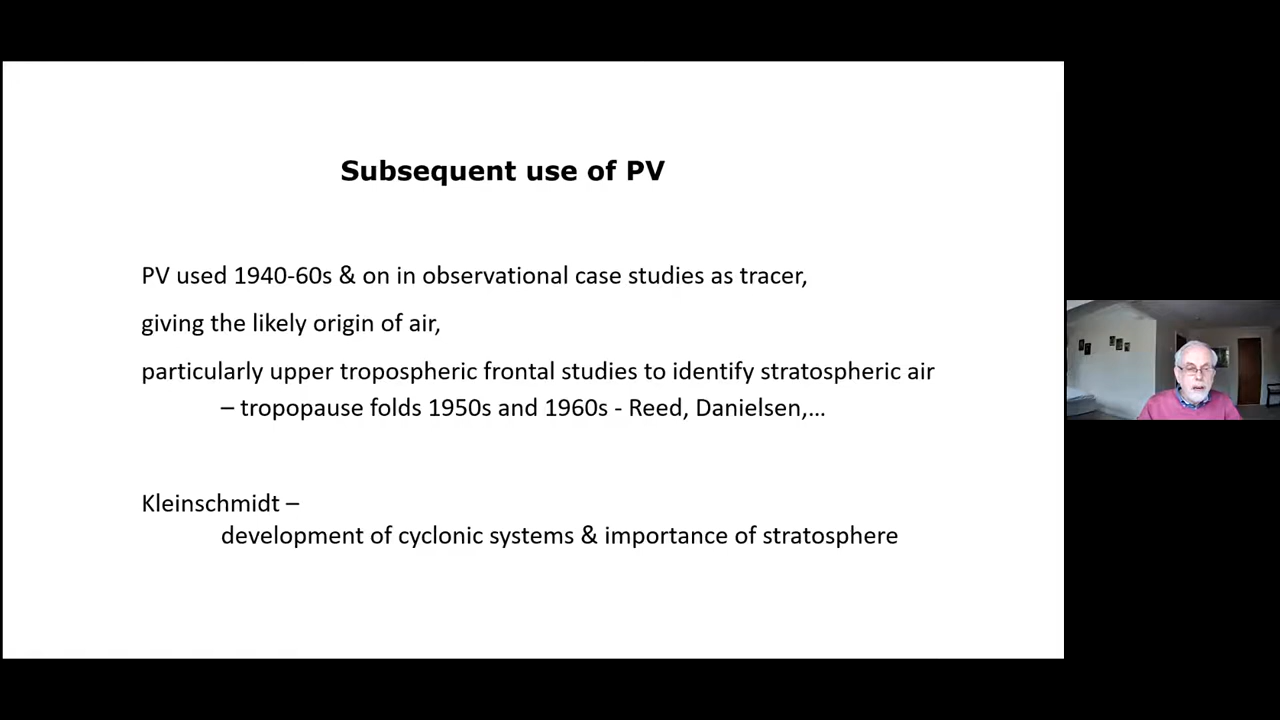 Subsequent use of PV
PV used 1940-60s & on in observational case studies as tracer,
giving the likely origin of air,
particularly upper tropospheric frontal studies to identify stratospheric air
– tropopause folds 1950s and 1960s - Reed, Danielsen,...
Kleinschmidt –
development of cyclonic systems & importance of stratosphere